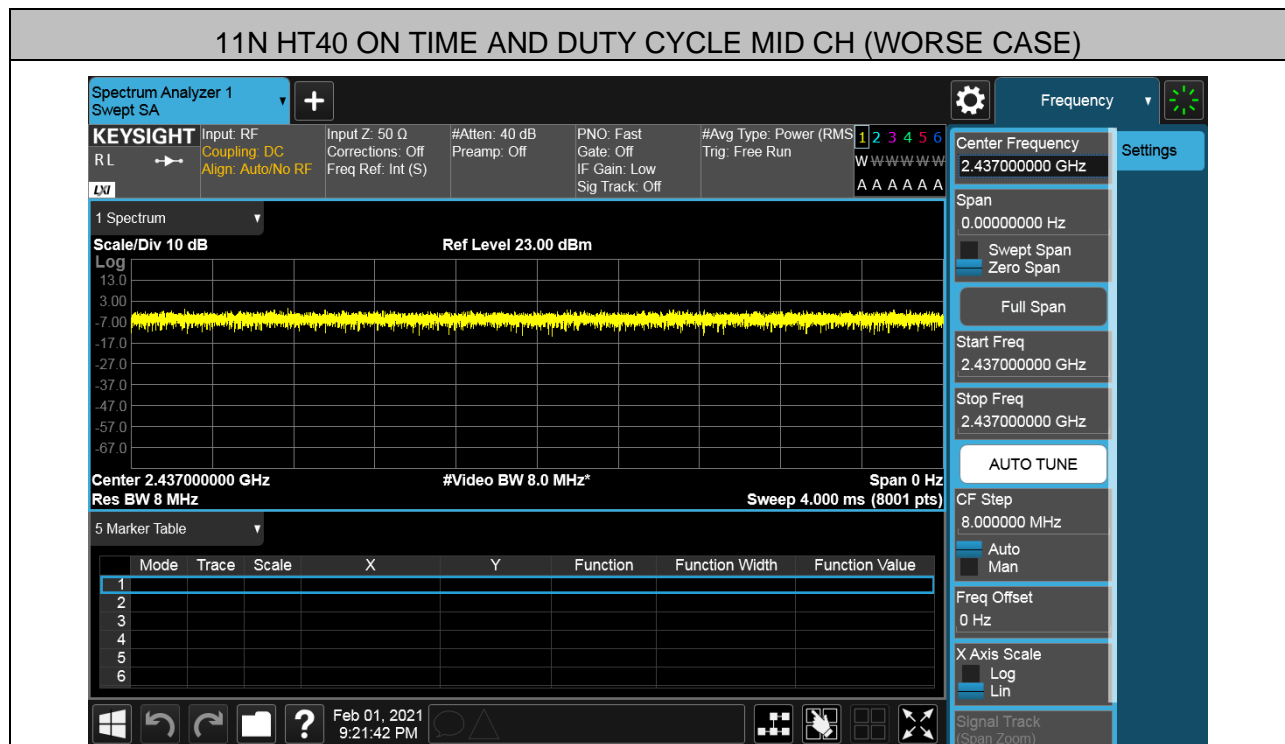 11N HT40 ON TIME AND DUTY CYCLE MID CH (WORSE CASE)
Spectrum Analyzer 1
Swept SA
Frequency
KEYSIGHT
RL
LXI
Input: RF
Coupling: DC
Align: Auto/No RF
Input Z: 50 Ω
Corrections: Off
Freq Ref: Int (S)
#Atten: 40 dB
Preamp: Off
PNO: Fast
Gate: Off
IF Gain: Low
Sig Track: Off
#Avg Type: Power (RMS
Trig: Free Run
1 2 3 4 5 6
W W W W W W
A A A A A A
1 Spectrum
Scale/Div 10 dB
Ref Level 23.00 dBm
Log
13.0
3.00
-7.00
-17.0
-27.0
-37.0
-47.0
-57.0
-67.0
Center 2.437000000 GHz
#Video BW 8.0 MHz*
Span 0 Hz
Res BW 8 MHz
Sweep 4.000 ms (8001 pts)
5 Marker Table
Mode Trace Scale X Y Function Function Width Function Value
1
2
3
4
5
6
Feb 01, 2021
9:21:42 PM
?
Center Frequency
2.437000000 GHz
Settings
Span
0.00000000 Hz
Swept Span
Zero Span
Full Span
Start Freq
2.437000000 GHz
Stop Freq
2.437000000 GHz
AUTO TUNE
CF Step
8.000000 MHz
Auto
Man
Freq Offset
0 Hz
X Axis Scale
Log
Lin
Signal Track
(Span Zoom)